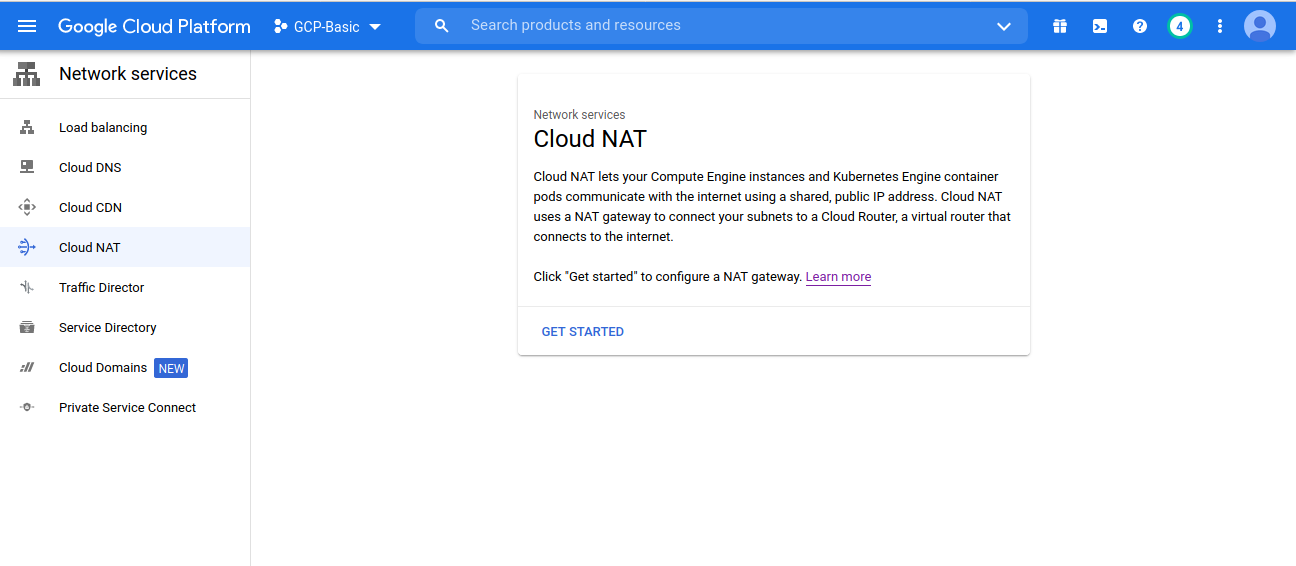 Google Cloud Platform
GCP-Basic
Search products and resources
4
Network services
Load balancing
Cloud DNS
Cloud CDN
Cloud NAT
Traffic Director
Service Directory
Cloud Domains NEW
Private Service Connect
Network services
Cloud NAT
Cloud NAT lets your Compute Engine instances and Kubernetes Engine container
pods communicate with the internet using a shared, public IP address. Cloud NAT
uses a NAT gateway to connect your subnets to a Cloud Router, a virtual router that
connects to the internet.
Click "Get started" to configure a NAT gateway. Learn more
GET STARTED